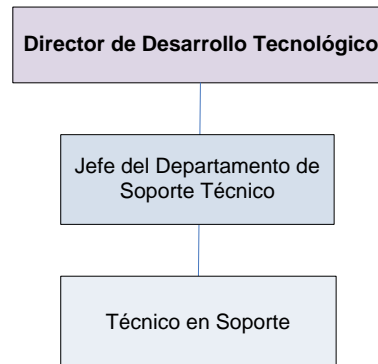 Director de Desarrollo Tecnológico
Jefe del Departamento de
Soporte Técnico
Técnico en Soporte